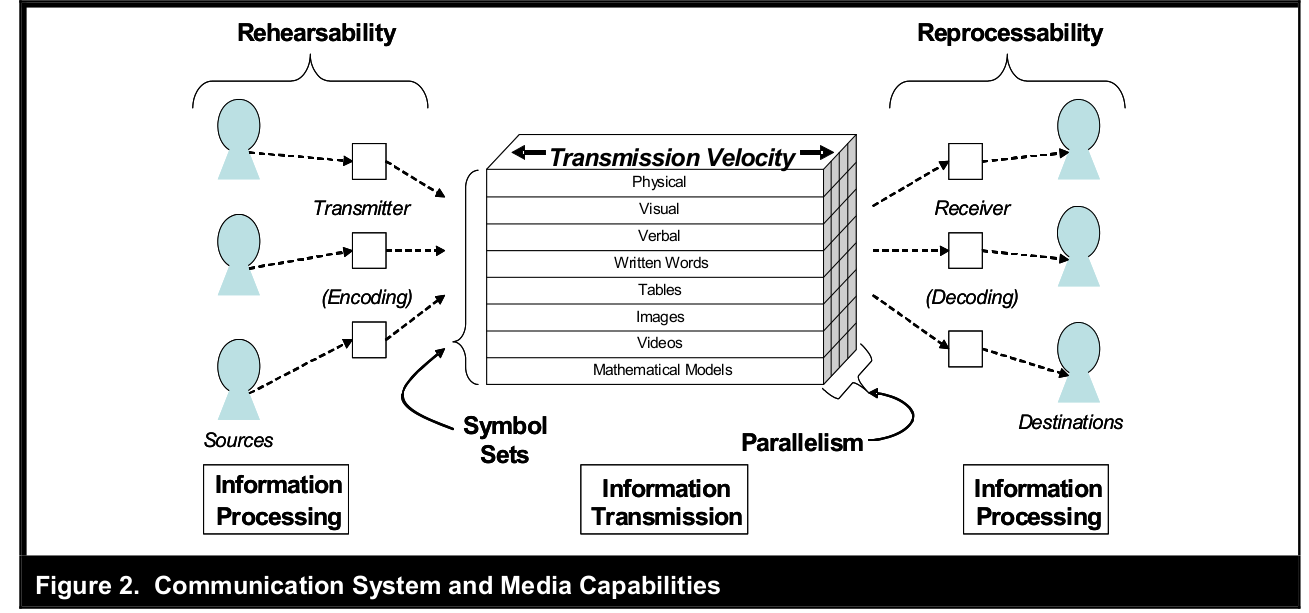 Rehearsability
Reprocessability
Transmission Velocity
Physical
Visual
Verbal
Written Words
Tables
Images
Videos
Mathematical Models
Transmitter
(Encoding)
Receiver
(Decoding)
Sources
Symbol
Sets
Parallelism
Destinations
Information
Processing
Information
Transmission
Information
Processing
Figure 2. Communication System and Media Capabilities